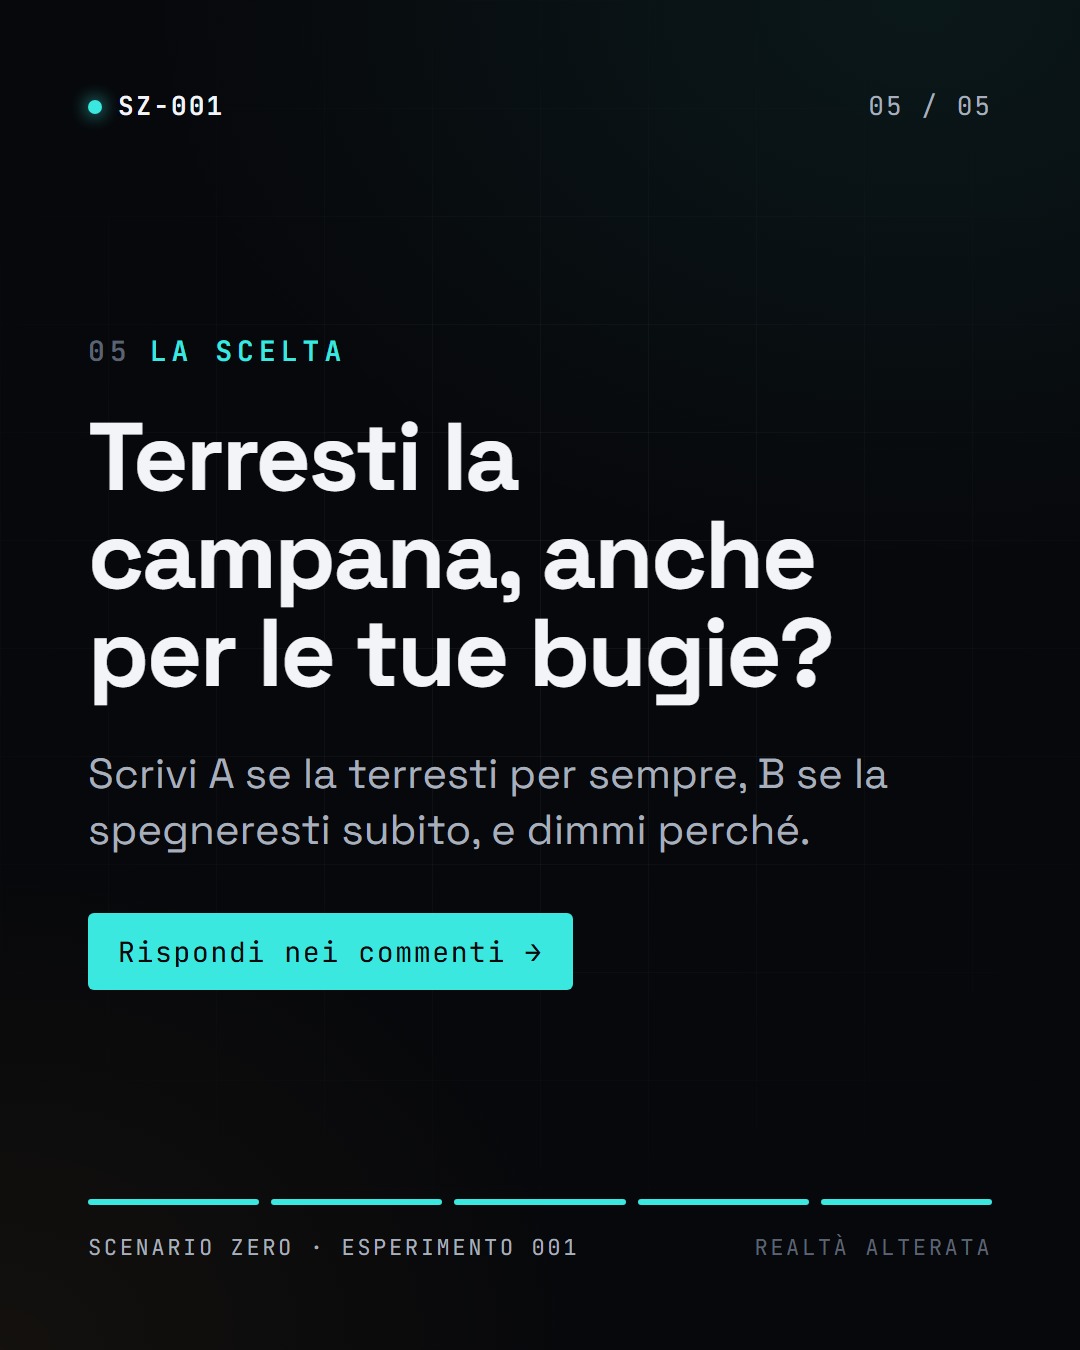 SZ-001
05 / 05
05 LA SCELTA
Terresti la
campana, anche
per le tue bugie?
Scrivi A se la terresti per sempre, B se la
spegneresti subito, e dimmi perché.
Rispondi nei commenti →
SCENARIO ZERO · ESPERIMENTO 001
REALTÀ ALTERATA